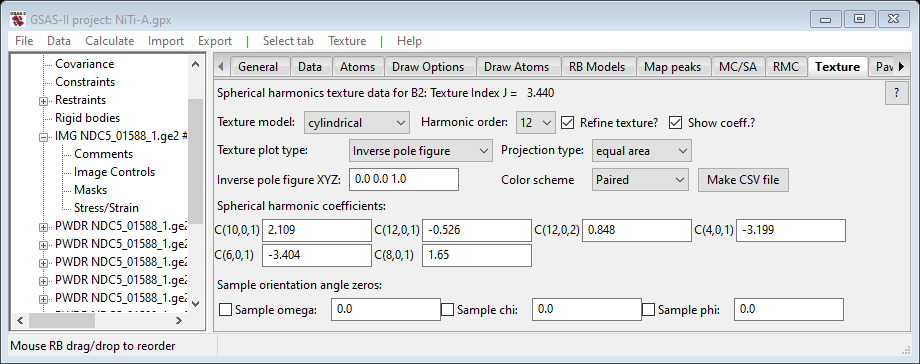 GSAS-II project: NiTi-A.gpx
File Data Calculate Import Export | Select tab Texture | Help
Covariance
Constraints
Restraints
Rigid bodies
IMG NDC5_01588_1.ge2 #
Comments
Image Controls
Masks
Stress/Strain
PWDR NDC5_01588_1.ge2
PWDR NDC5_01588_1.ge2
PWDR NDC5_01588_1.ge2
PWDR NDC5_01588_1.ge2
General Data Atoms Draw Options Draw Atoms RB Models Map peaks MC/SA RMC Texture Paw
Spherical harmonics texture data for B2: Texture Index J = 3.440 ?
Texture model: cylindrical Harmonic order: 12 Refine texture? Show coeff.?
Texture plot type: Inverse pole figure Projection type: equal area
Inverse pole figure XYZ: 0.0 0.0 1.0 Color scheme Paired Make CSV file
Spherical harmonic coefficients:
C(10,0,1) 2.109 C(12,0,1) -0.526 C(12,0,2) 0.848 C(4,0,1) -3.199
C(6,0,1) -3.404 C(8,0,1) 1.65
Sample orientation angle zeros:
Sample omega: 0.0 Sample chi: 0.0 Sample phi: 0.0
Mouse RB drag/drop to reorder